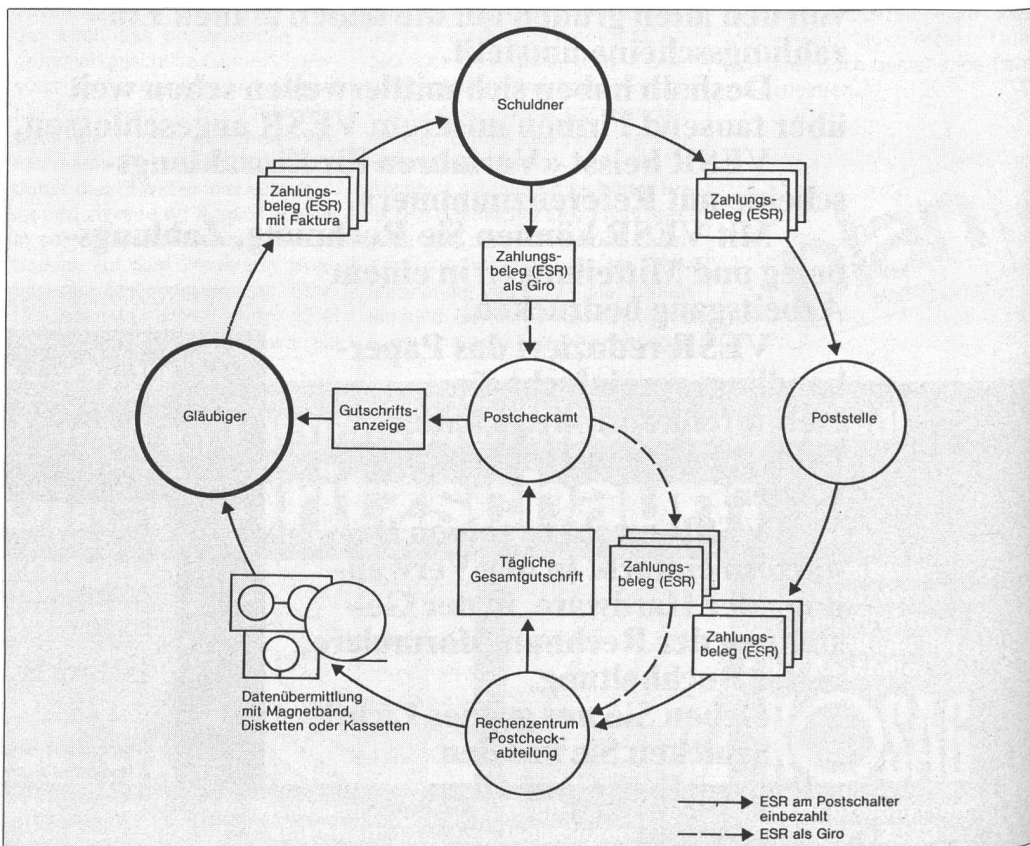 Schuldner
Zahlungs-
beleg (ESR)
mit Faktura
Zahlungs-
beleg (ESR)
Zahlungs-
beleg (ESR)
als Giro
Gläubiger
Gutschrifts-
anzeige
Postcheckamt
Poststelle
Tägliche
Gesamtgutschrift
Zahlungs-
beleg (ESR)
Zahlungs-
beleg (ESR)
Datenübermittlung
mit Magnetband,
Disketten oder Kassetten
Rechenzentrum
Postcheck-
abteilung
ESR am Postschalter
einbezahlt
ESR als Giro